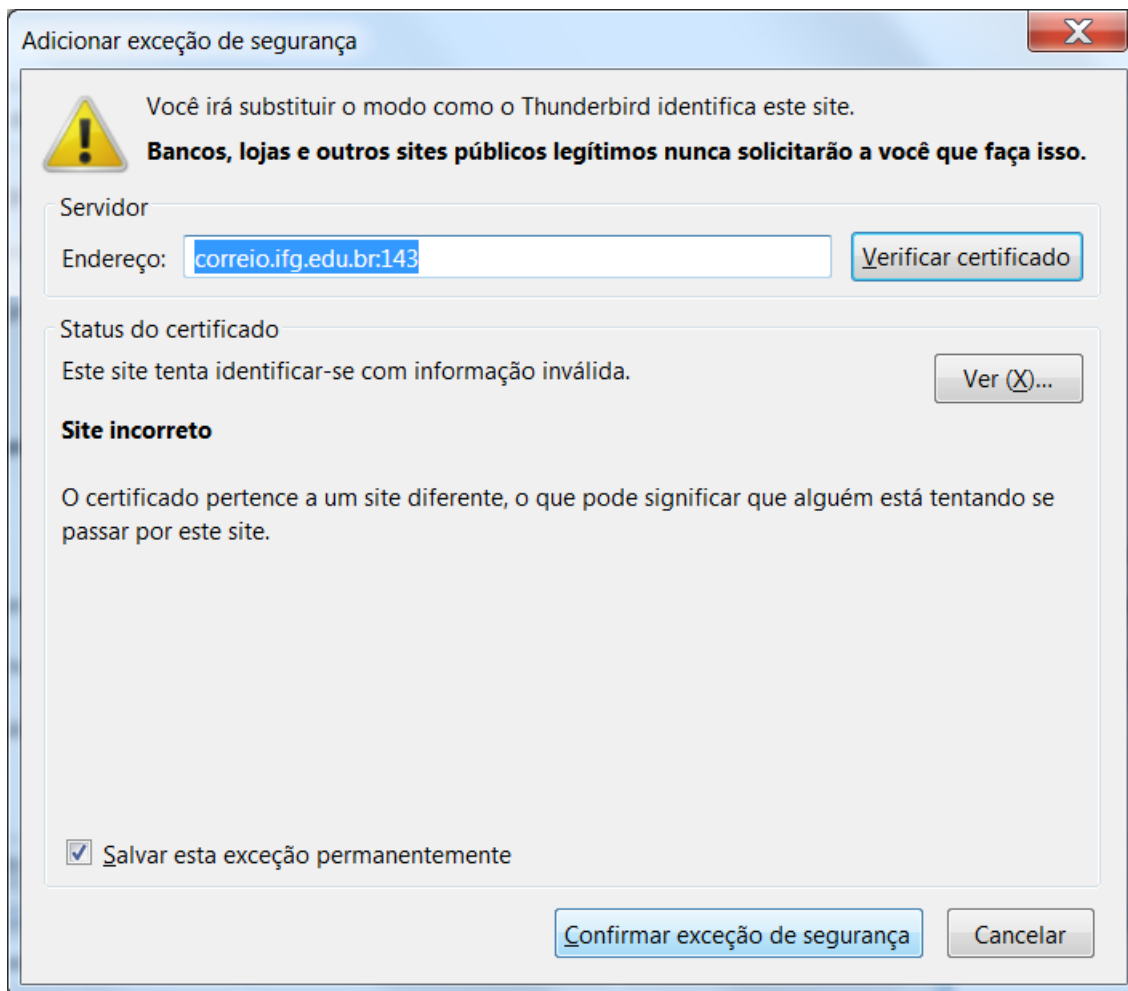 Adicionar exceção de segurança
Você irá substituir o modo como o Thunderbird identifica este site.
Bancos, lojas e outros sites públicos legítimos nunca solicitarão a você que faça isso.
Servidor
Endereço: correio.ifg.edu.br:143 Verificar certificado
Status do certificado
Este site tenta identificar-se com informação inválida. Ver (X)...
Site incorreto
O certificado pertence a um site diferente, o que pode significar que alguém está tentando se
passar por este site.
Salvar esta exceção permanentemente
Confirmar exceção de segurança Cancelar